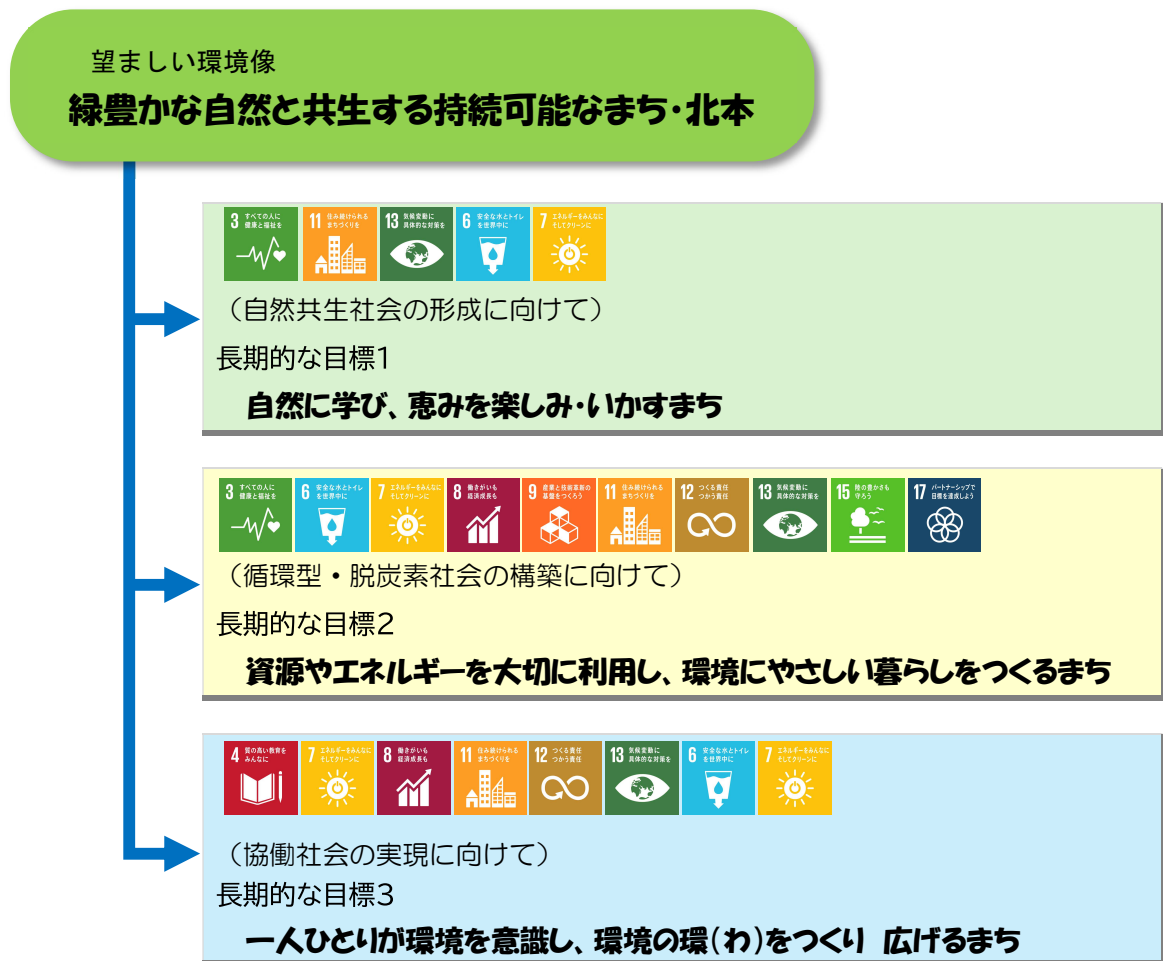 望ましい環境像
緑豊かな自然と共生する持続可能なまち・北本
3 すべての人に
健康と福祉を
11 住み続けられる
まちづくりを
13 気候変動に
具体的な対策を
6 安全な水とトイレ
を世界中に
7 エネルギーをみんなに
そしてクリーンに
（自然共生社会の形成に向けて）
長期的な目標1
自然に学び、恵みを楽しみ・いかすまち
3 すべての人に
健康と福祉を
6 安全な水とトイレ
を世界中に
7 エネルギーをみんなに
そしてクリーンに
8 働きがいも
経済成長も
9 産業と技術革新の
基盤をつくろう
11 住み続けられる
まちづくりを
12 つくる責任
つかう責任
13 気候変動に
具体的な対策を
15 陸の豊かさも
守ろう
17 パートナーシップで
目標を達成しよう
（循環型・脱炭素社会の構築に向けて）
長期的な目標2
資源やエネルギーを大切に利用し、環境にやさしい暮らしをつくるまち
4 質の高い教育を
みんなに
7 エネルギーをみんなに
そしてクリーンに
8 働きがいも
経済成長も
11 住み続けられる
まちづくりを
12 つくる責任
つかう責任
13 気候変動に
具体的な対策を
6 安全な水とトイレ
を世界中に
7 エネルギーをみんなに
そしてクリーンに
（協働社会の実現に向けて）
長期的な目標3
一人ひとりが環境を意識し、環境の環(わ)をつくり 広げるまち